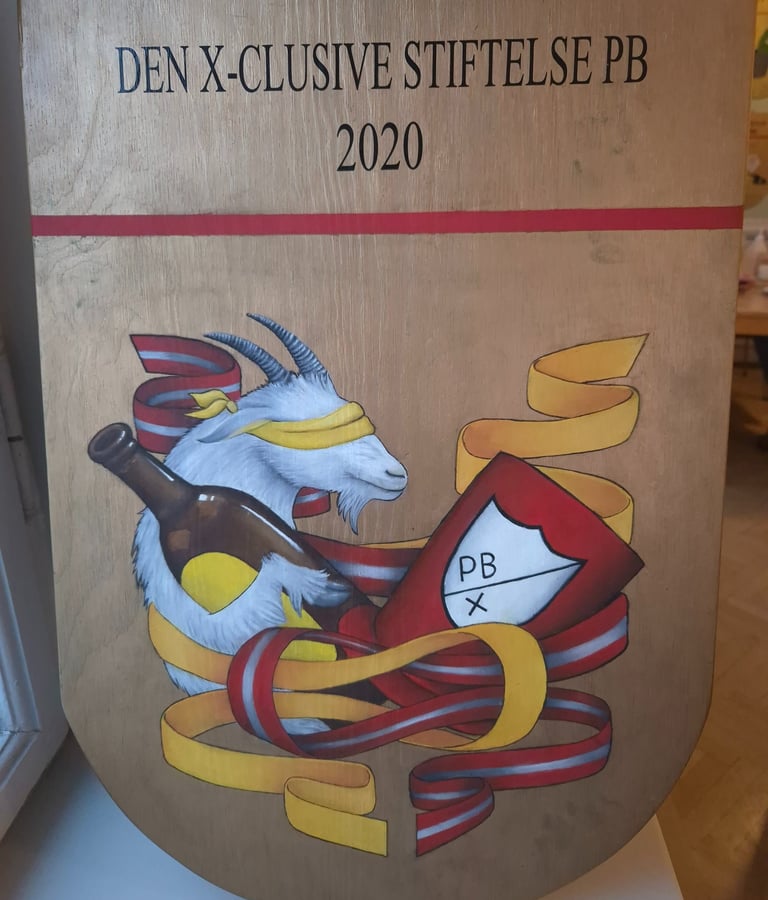 DEN X-CLUSIVE STIFTELSE PB
2020
PB
X